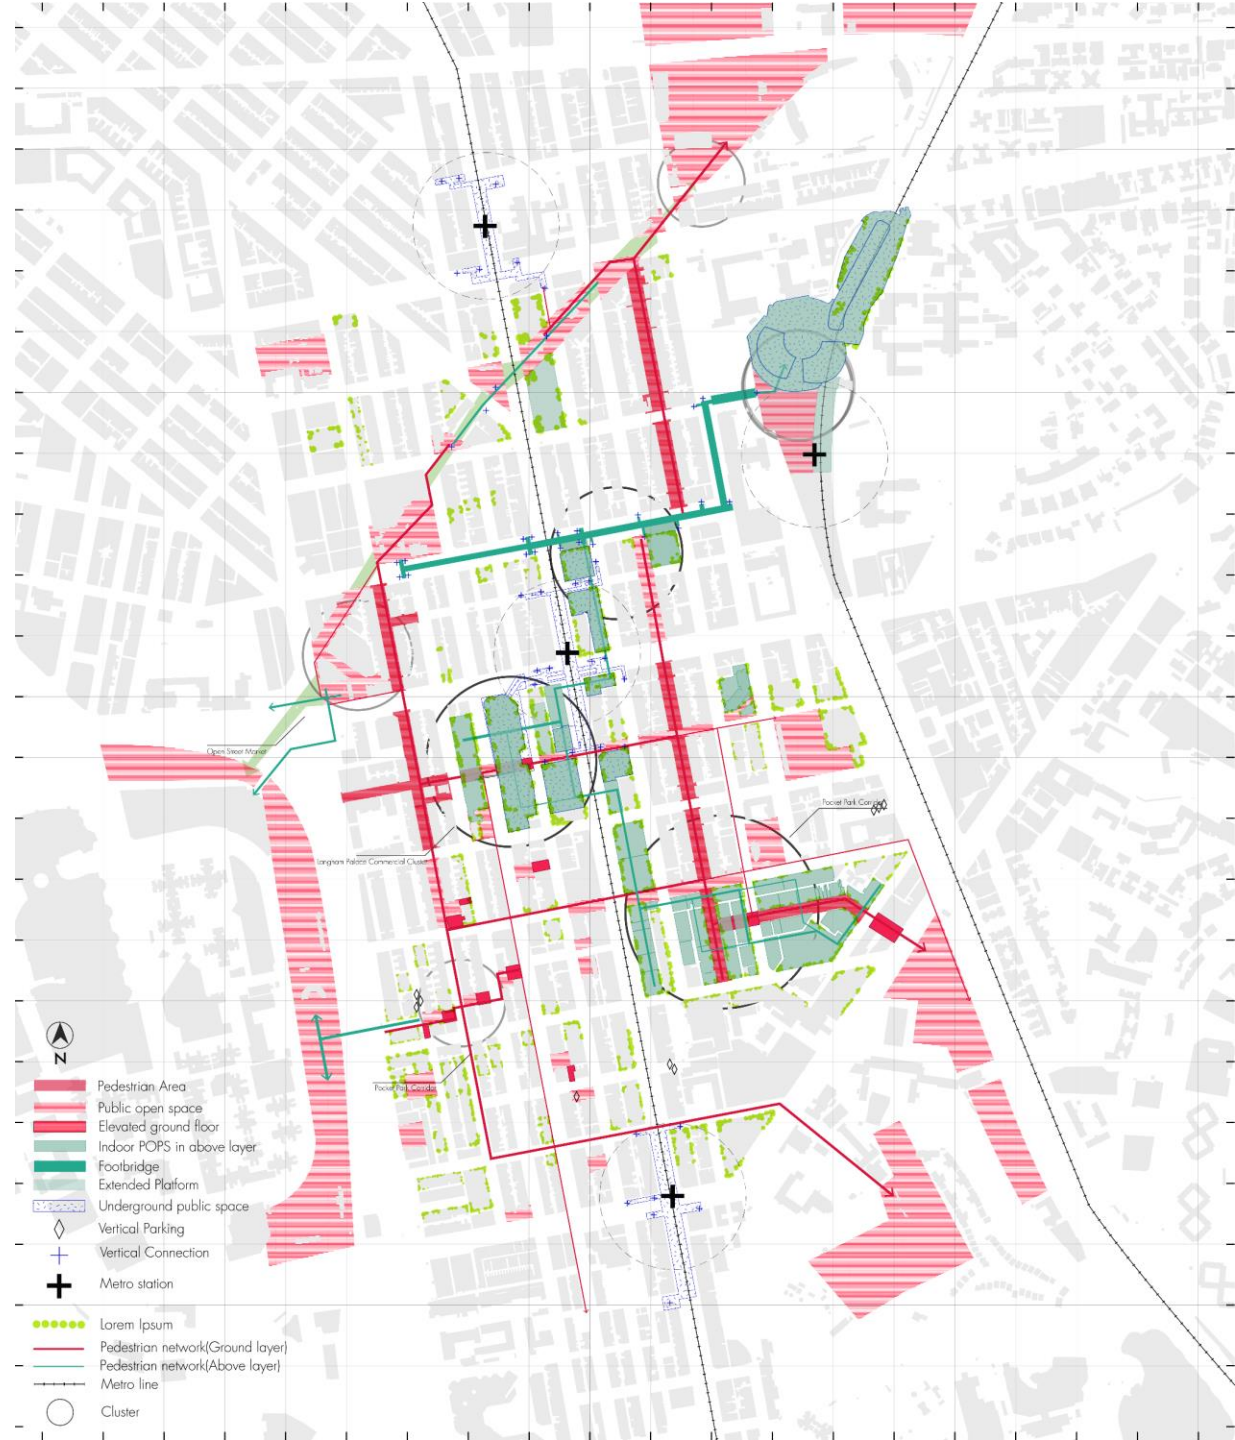 Open Street Market
Pocket Park Corridor
Langham Palace Commercial Cluster
Pocket Park Corridor
N
Pedestrian Area
Public open space
Elevated ground floor
Indoor POPS in above layer
Footbridge
Extended Platform
Underground public space
Vertical Parking
Vertical Connection
Metro station
Lorem Ipsum
Pedestrian network(Ground layer)
Pedestrian network(Above layer)
Metro line
Cluster